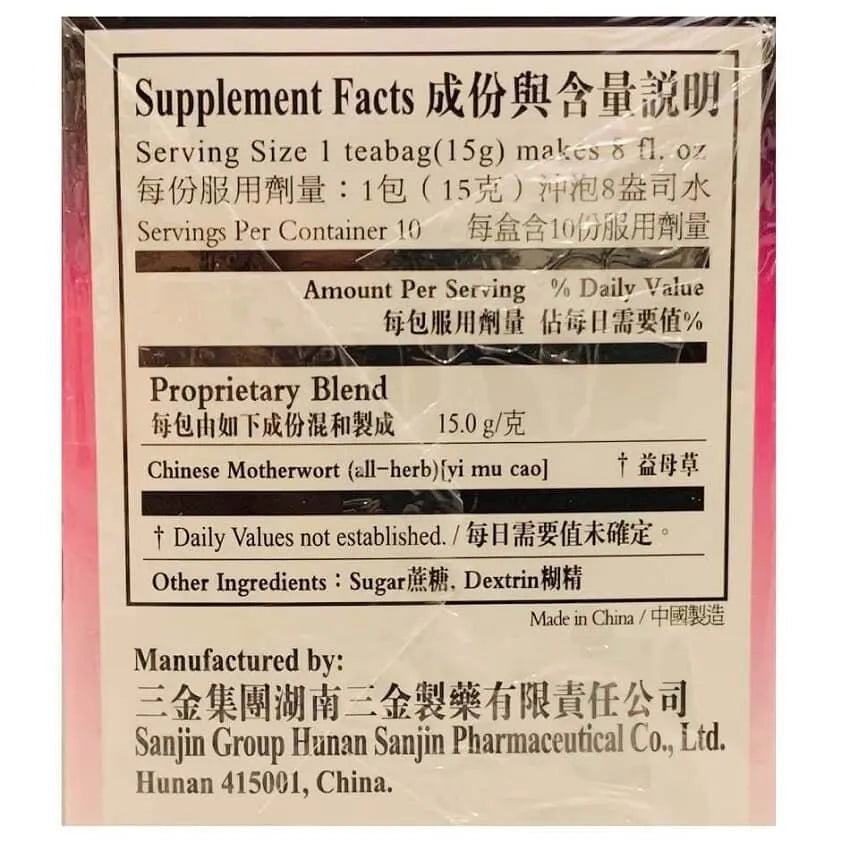 Supplement Facts 成份與含量説明
Serving Size 1 teabag(15g) makes 8 fl. oz
每份服用劑量：1包（15克）沖泡8盎司水
Servings Per Container 10 每盒含10份服用劑量
Amount Per Serving % Daily Value
每包服用劑量 佔每日需要值%
Proprietary Blend
每包由如下成份混和製成 15.0 g/克
Chinese Motherwort (all-herb)[yi mu cao] † 益母草
† Daily Values not established. / 每日需要值未確定。
Other Ingredients：Sugar蔗糖, Dextrin糊精
Made in China / 中國製造
Manufactured by:
三金集團湖南三金製藥有限責任公司
Sanjin Group Hunan Sanjin Pharmaceutical Co., Ltd.
Hunan 415001, China.